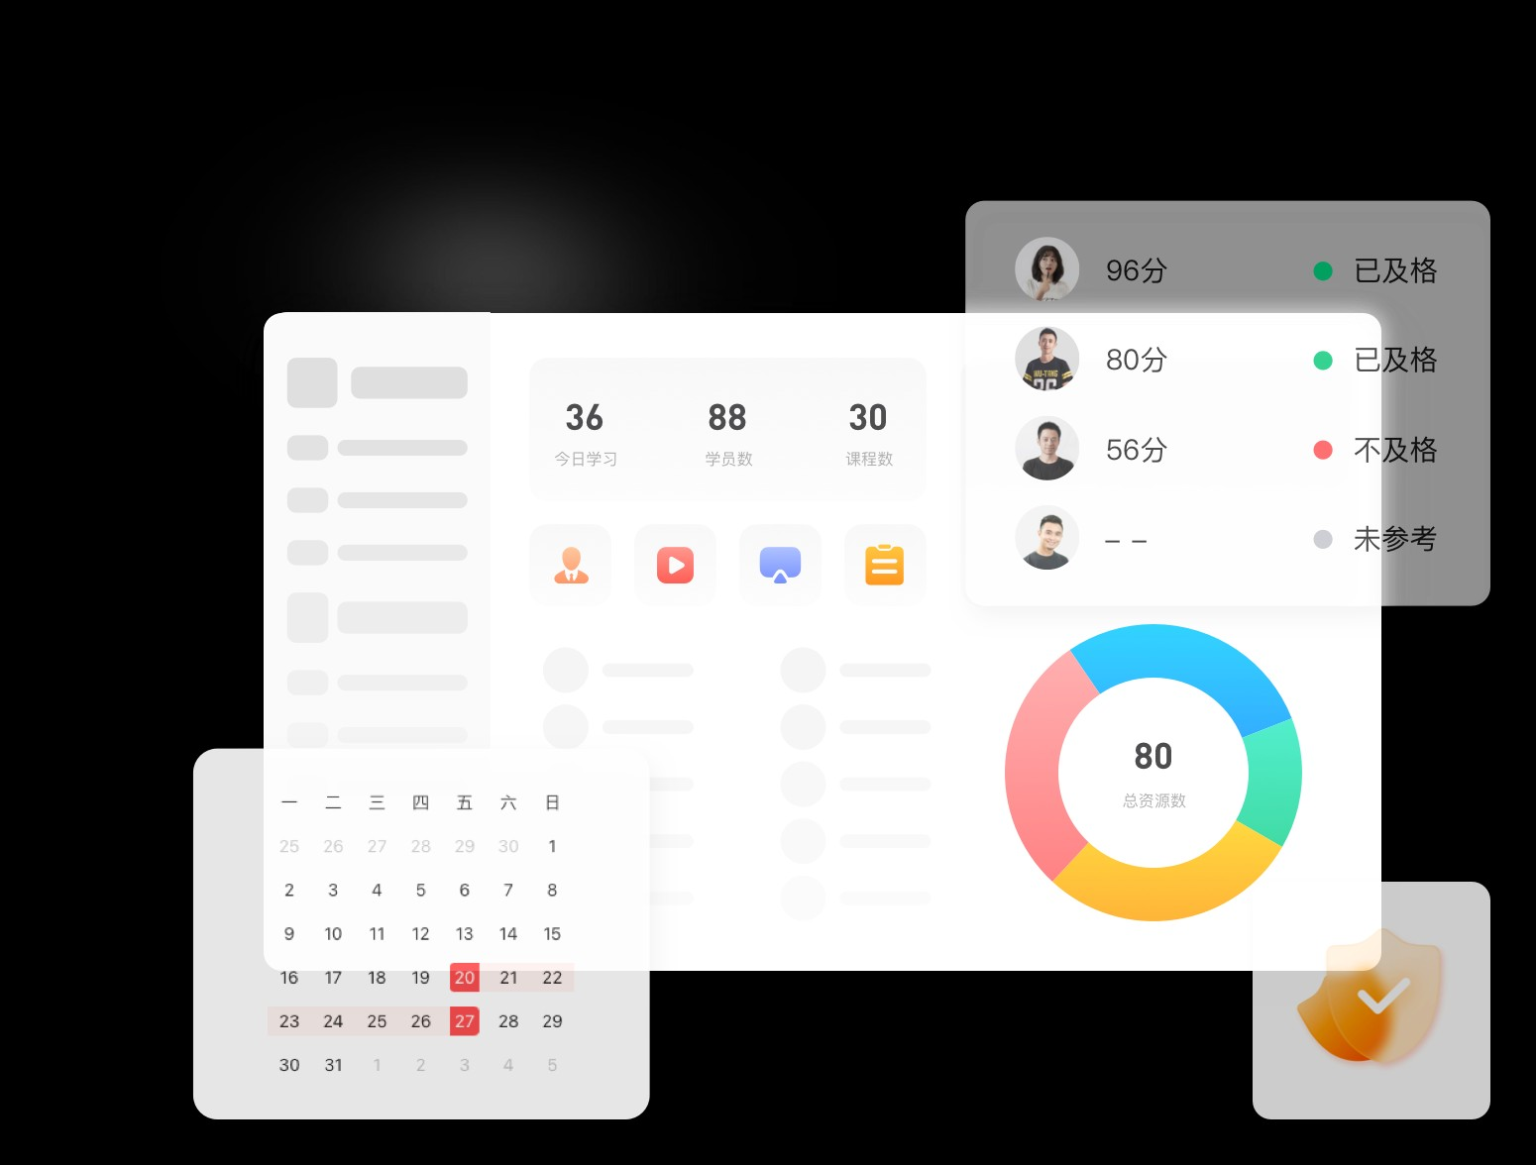 96分 已及格
80分 已及格
56分 不及格
– – 未参考
36 88 30
今日学习 学员数 课程数
80
总资源数
一 二 三 四 五 六 日
25 26 27 28 29 30 1
2 3 4 5 6 7 8
9 10 11 12 13 14 15
16 17 18 19 20 21 22
23 24 25 26 27 28 29
30 31 1 2 3 4 5